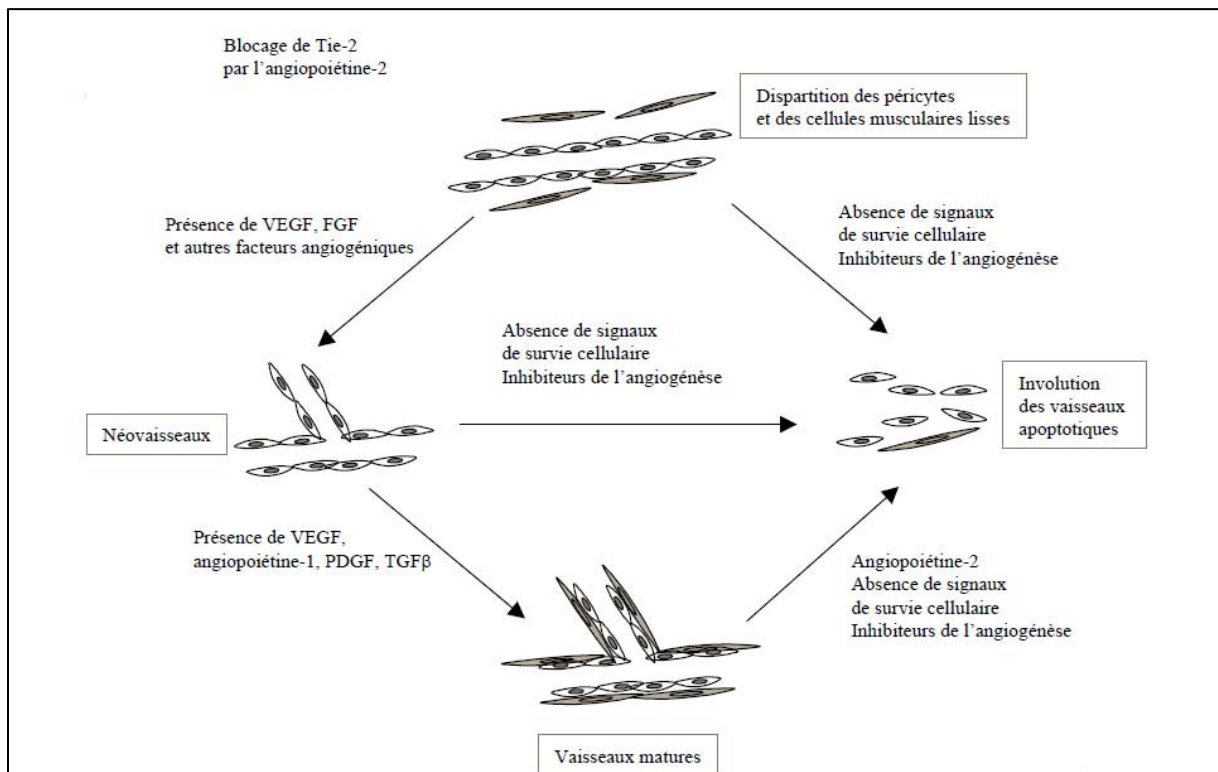 Blocage de Tie-2
par l’angiopoiétine-2
Dispartition des péricytes
et des cellules musculaires lisses
Présence de VEGF, FGF
et autres facteurs angiogéniques
Absence de signaux
de survie cellulaire
Inhibiteurs de l’angiogénèse
Absence de signaux
de survie cellulaire
Inhibiteurs de l’angiogénèse
Néovaisseaux
Involution
des vaisseaux
apoptotiques
Présence de VEGF,
angiopoiétine-1, PDGF, TGFβ
Angiopoiétine-2
Absence de signaux
de survie cellulaire
Inhibiteurs de l’angiogénèse
Vaisseaux matures